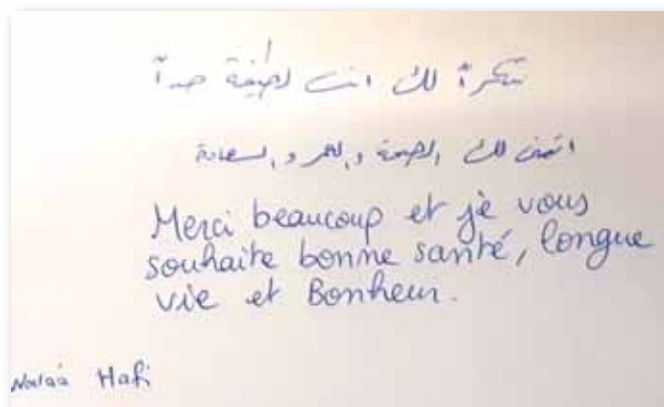 شكراً لك انت لطيفة جداً
اتمنى لك الصحة والعمر والسعادة
Merci beaucoup et je vous
souhaite bonne santé, longue
vie et Bonheur.
Hafi